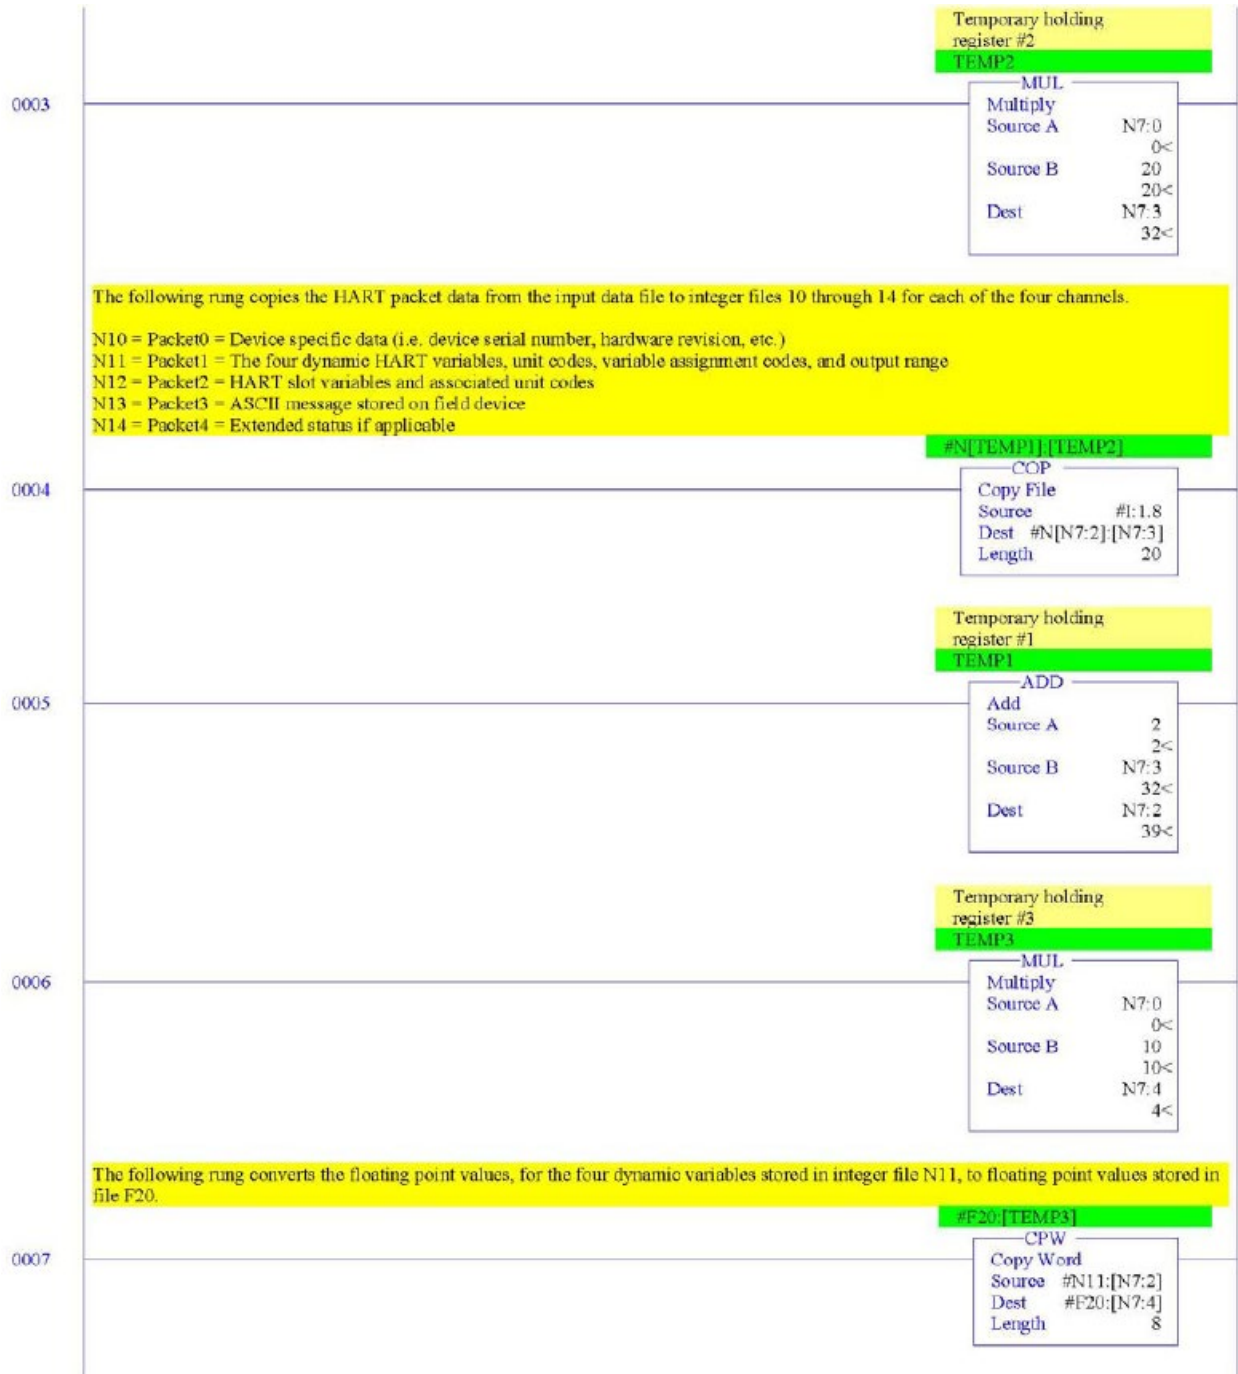 Temporary holding
register #2
TEMP2
MUL
0003
Multiply
Source A N7:0
0<
Source B 20
20<
Dest N7:3
32<
The following rung copies the HART packet data from the input data file to integer files 10 through 14 for each of the four channels.
N10 = Packet0 = Device specific data (i.e. device serial number, hardware revision, etc.)
N11 = Packet1 = The four dynamic HART variables, unit codes, variable assignment codes, and output range
N12 = Packet2 = HART slot variables and associated unit codes
N13 = Packet3 = ASCII message stored on field device
N14 = Packet4 = Extended status if applicable
#N[TEMP1]:[TEMP2]
COP
0004
Copy File
Source #I:1.8
Dest #N[N7:2]:[N7:3]
Length 20
Temporary holding
register #1
TEMP1
ADD
0005
Add
Source A 2
2<
Source B N7:3
32<
Dest N7:2
39<
Temporary holding
register #3
TEMP3
MUL
0006
Multiply
Source A N7:0
0<
Source B 10
10<
Dest N7:4
4<
The following rung converts the floating point values, for the four dynamic variables stored in integer file N11, to floating point values stored in
file F20.
#F20:[TEMP3]
CPW
0007
Copy Word
Source #N11:[N7:2]
Dest #F20:[N7:4]
Length 8